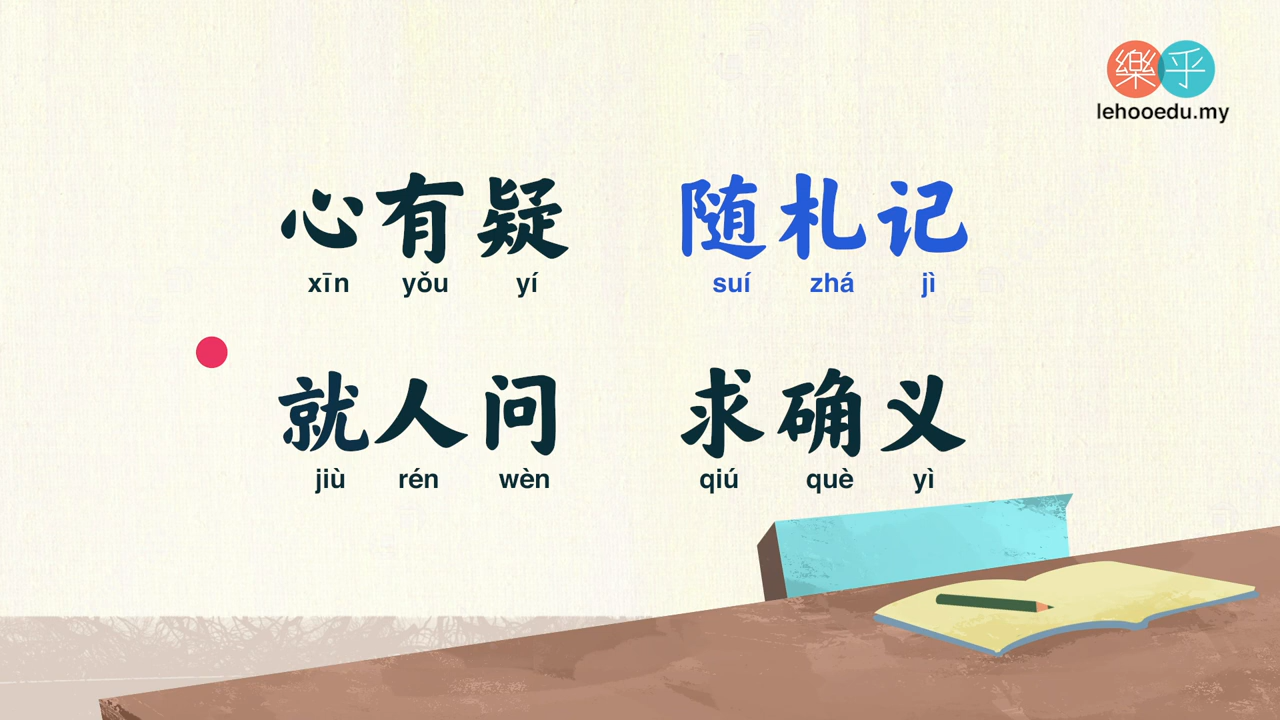 樂乎
lehooedu.my
心有疑 随札记
xīn yǒu yí suí zhá jì
就人问 求确义
jiù rén wèn qiú què yì